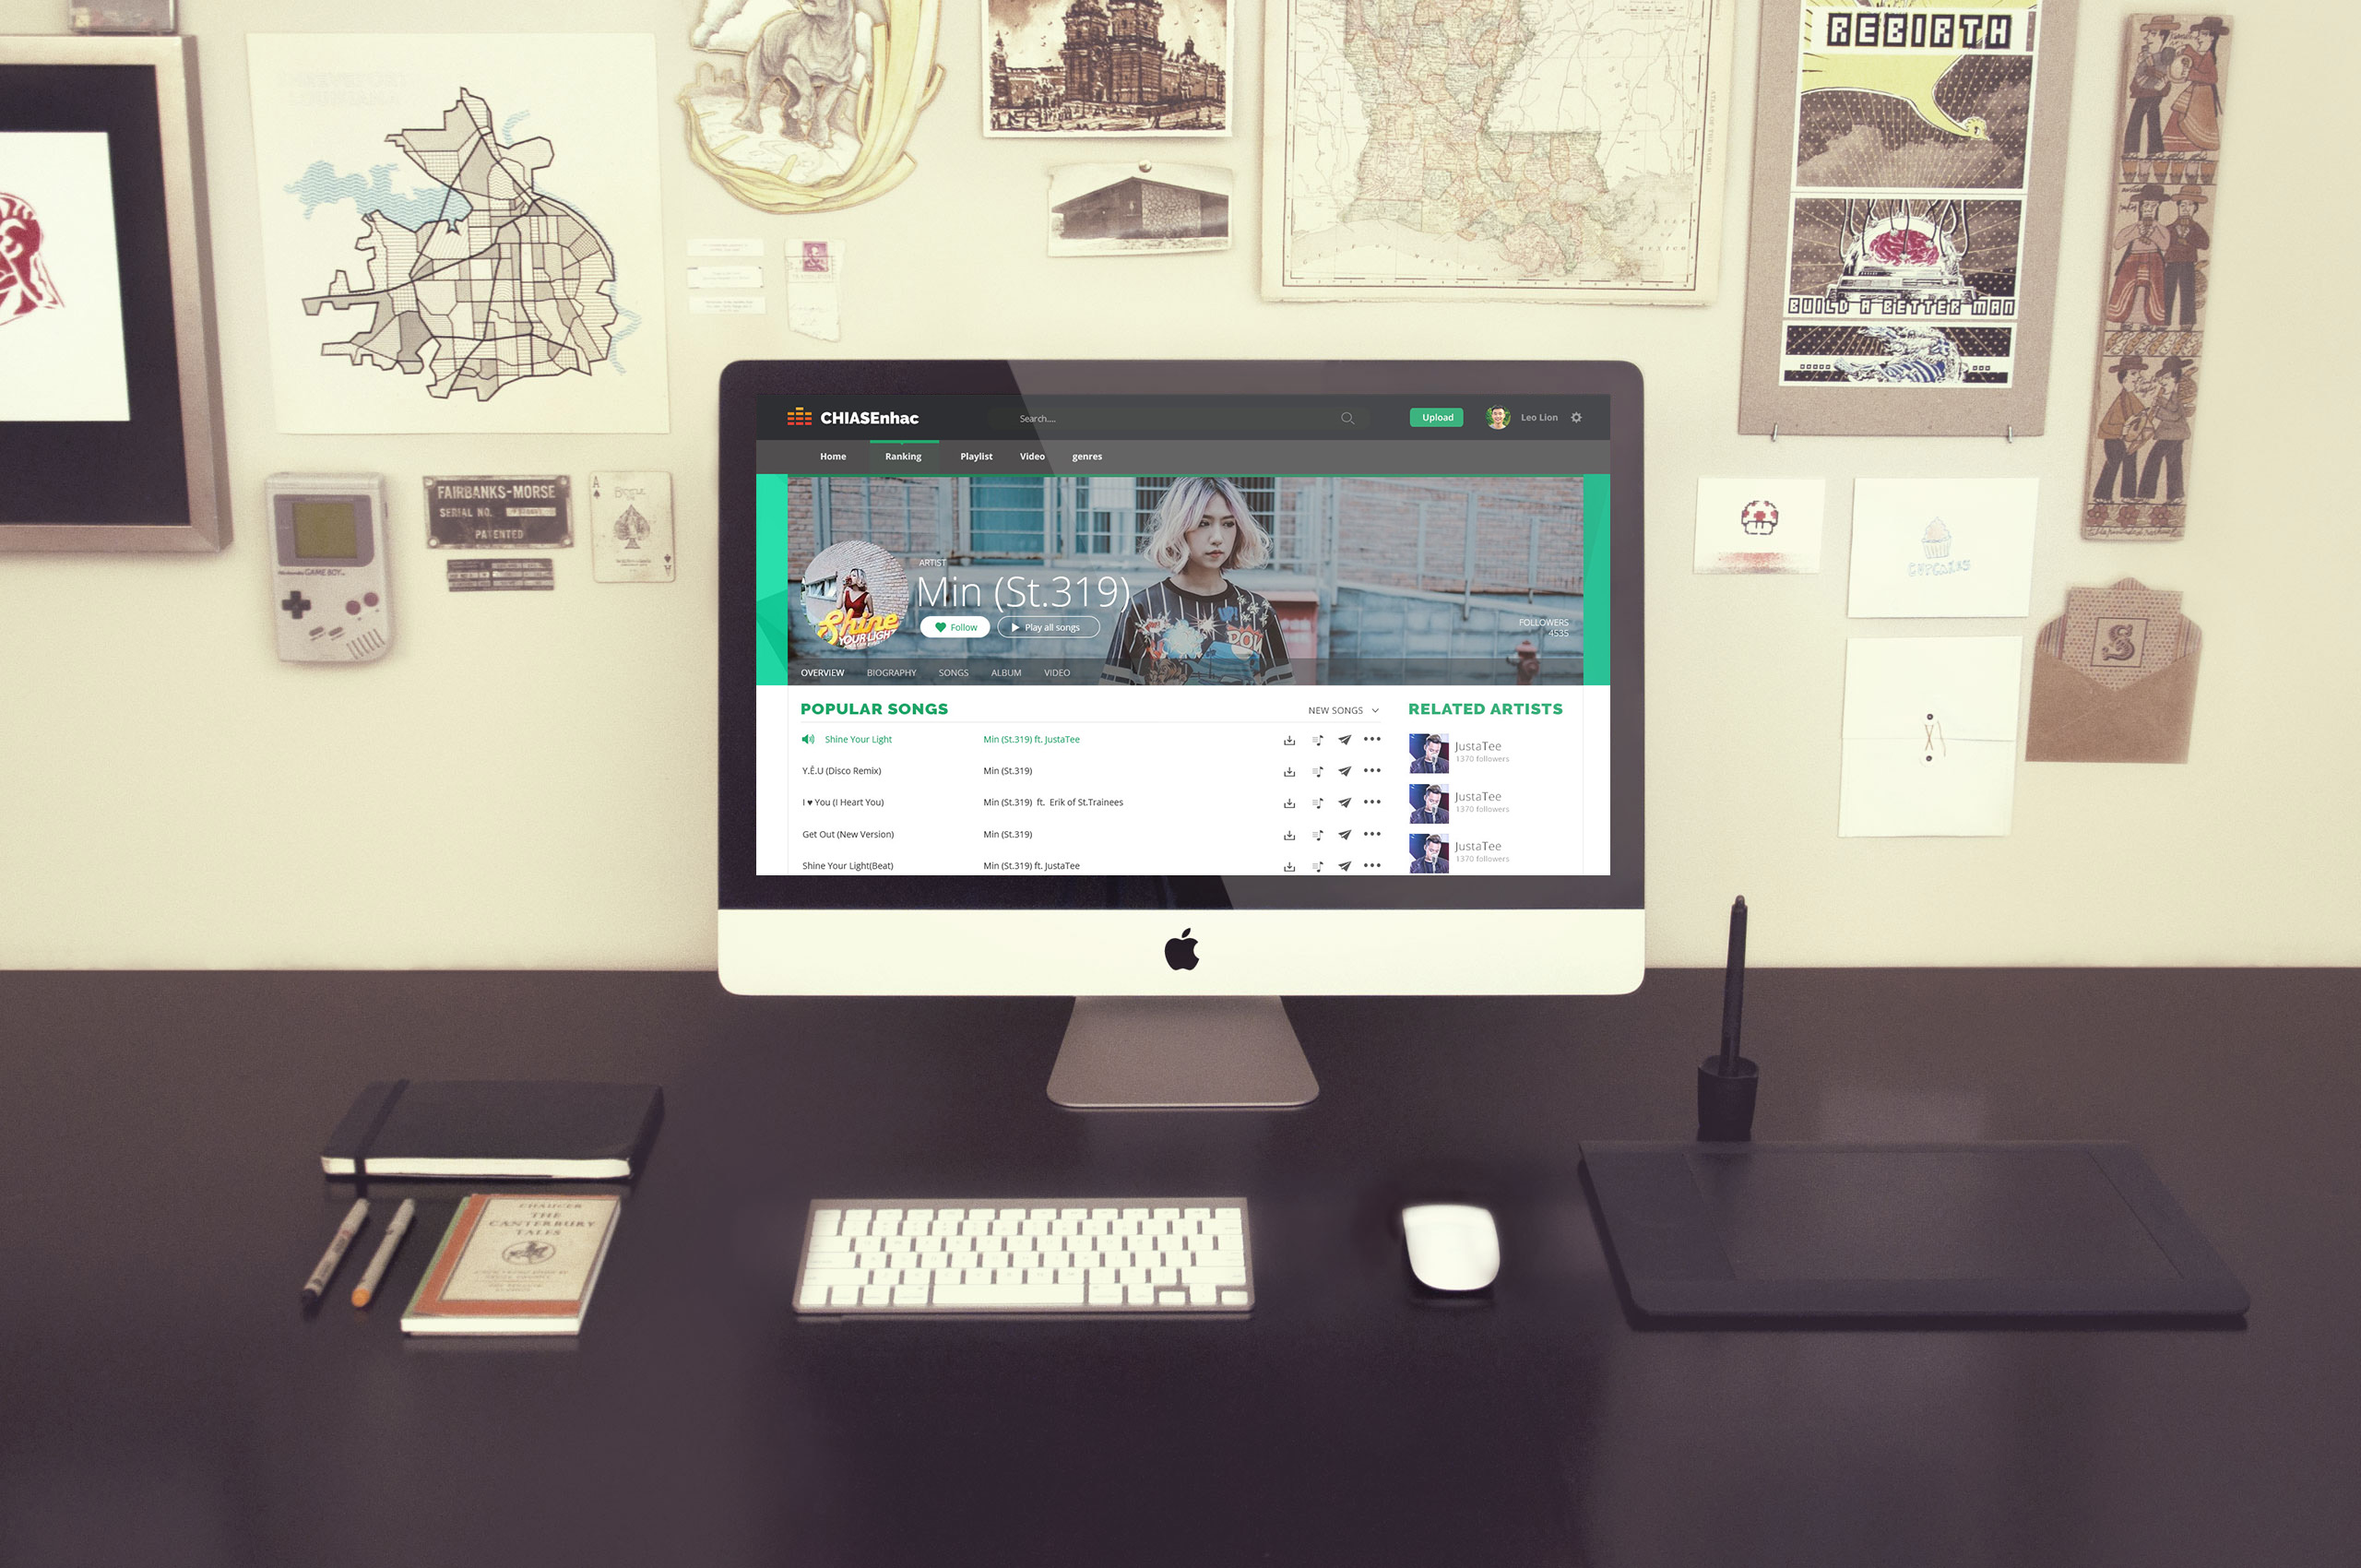 REBIRTH
BUILD A BETTER MAN
CHIASEnhac
Search....
Upload
Leo Lion
Home
Ranking
Playlist
Video
genres
ARTIST
Min (St.319)
Follow
Play all songs
Shine
YOUR LIGHT
FOLLOWERS
4535
OVERVIEW
BIOGRAPHY
SONGS
ALBUM
VIDEO
POPULAR SONGS
NEW SONGS
Shine Your Light Min (St.319) ft. JustaTee
Y.Ê.U (Disco Remix) Min (St.319)
I ♥ You (I Heart You) Min (St.319) ft. Erik of St.Trainees
Get Out (New Version) Min (St.319)
Shine Your Light(Beat) Min (St.319) ft. JustaTee
RELATED ARTISTS
JustaTee
1370 followers
JustaTee
1370 followers
JustaTee
1370 followers
FAIRBANKS-MORSE
SERIAL NO.
PATENTED
A
BICYCLE
Nintendo GAME BOY
CUPCAKES
S
CHAUCER
THE
CANTERBURY
TALES